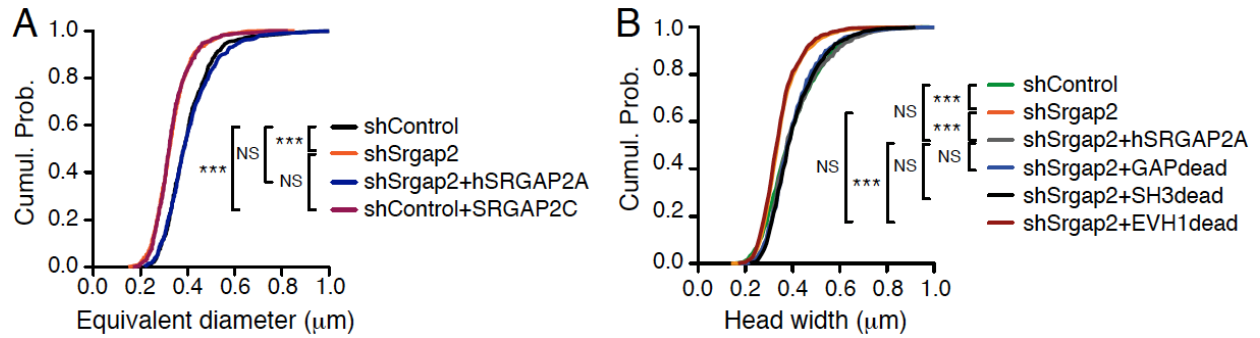 A
Cumul. Prob.
1.0
0.8
0.6
0.4
0.2
0.0
0.0 0.2 0.4 0.6 0.8 1.0
Equivalent diameter (μm)
***
NS
***
NS
shControl
shSrgap2
shSrgap2+hSRGAP2A
shControl+SRGAP2C
B
Cumul. Prob.
1.0
0.8
0.6
0.4
0.2
0.0
0.0 0.2 0.4 0.6 0.8 1.0
Head width (μm)
NS
***
NS
NS
***
***
NS
shControl
shSrgap2
shSrgap2+hSRGAP2A
shSrgap2+GAPdead
shSrgap2+SH3dead
shSrgap2+EVH1dead